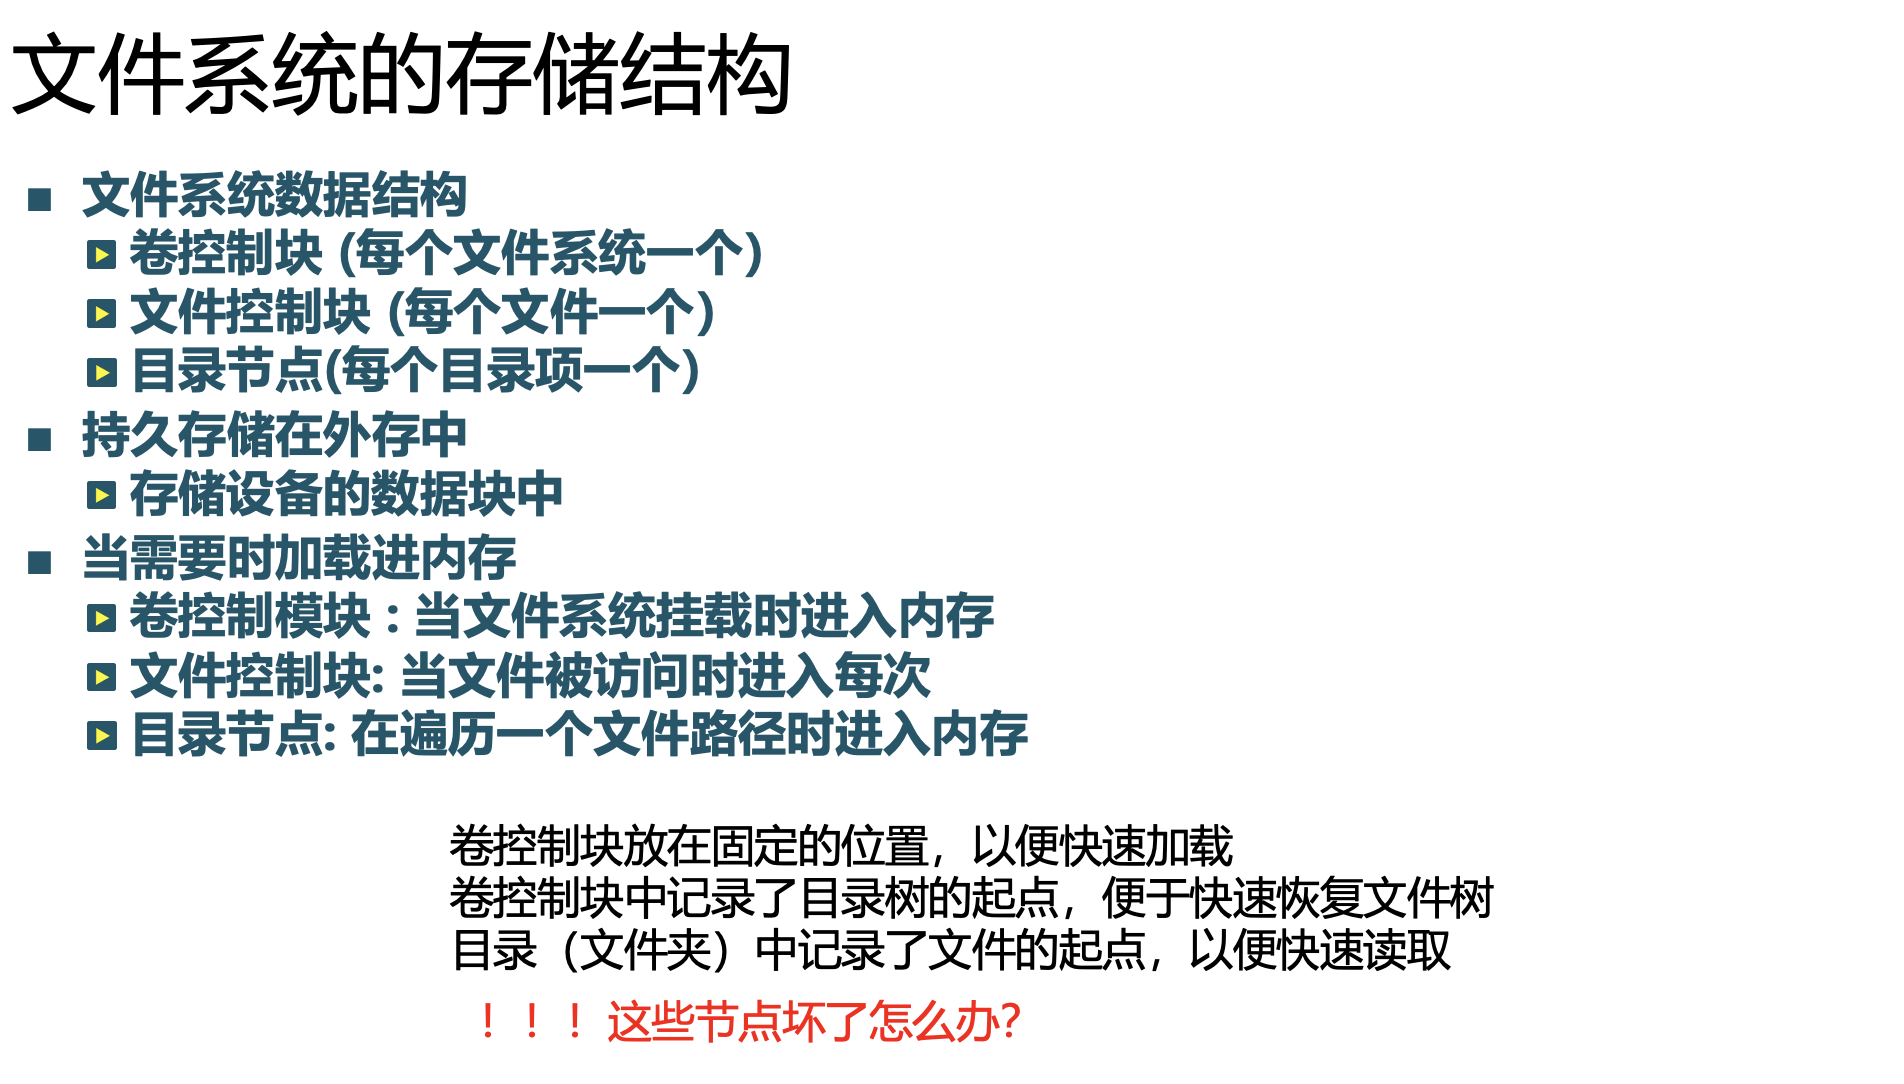 文件系统的存储结构
文件系统数据结构
卷控制块 (每个文件系统一个)
文件控制块 (每个文件一个)
目录节点(每个目录项一个)
持久存储在外存中
存储设备的数据块中
当需要时加载进内存
卷控制模块 : 当文件系统挂载时进入内存
文件控制块: 当文件被访问时进入每次
目录节点: 在遍历一个文件路径时进入内存
卷控制块放在固定的位置，以便快速加载
卷控制块中记录了目录树的起点，便于快速恢复文件树
目录（文件夹）中记录了文件的起点，以便快速读取
！！！这些节点坏了怎么办?